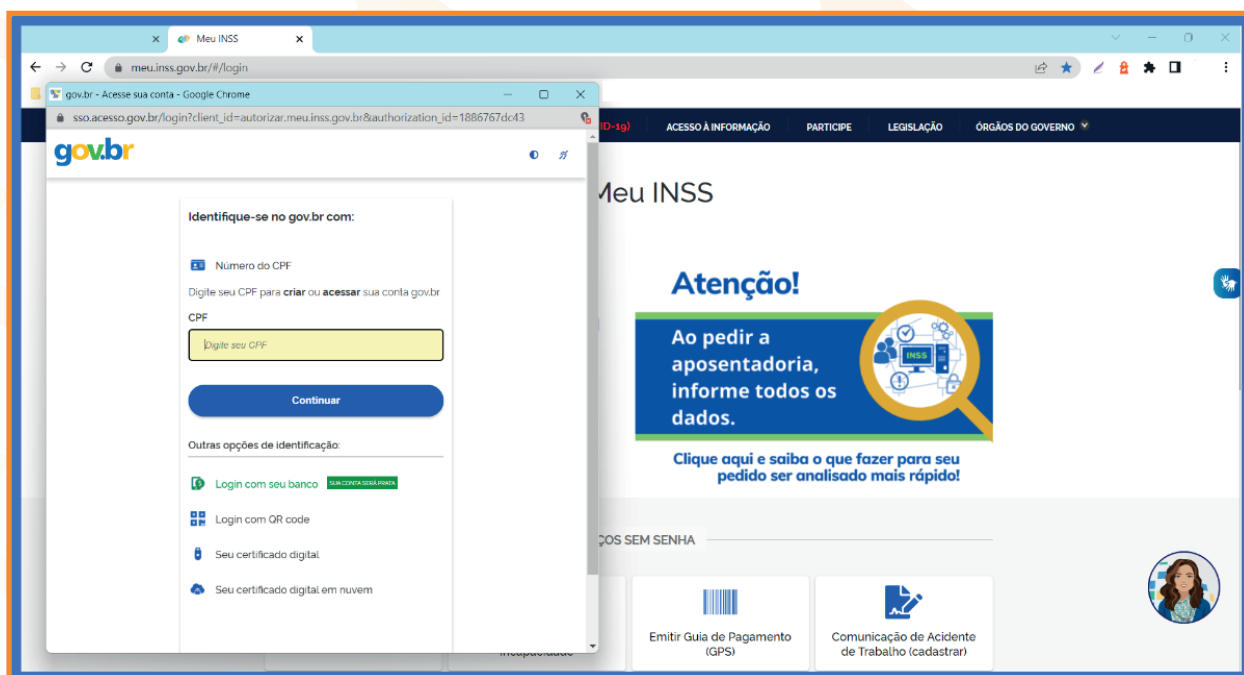 Meu INSS
meu.inss.gov.br/#/login
gov.br - Acesse sua conta - Google Chrome
sso.acesso.gov.br/login?client_id=autorizar.meu.inss.gov.br&authorization_id=1886767dc43
ID-19)
ACESSO À INFORMAÇÃO
PARTICIPE
LEGISLAÇÃO
ÓRGÃOS DO GOVERNO
gov.br
Identifique-se no gov.br com:
Número do CPF
Digite seu CPF para criar ou acessar sua conta gov.br
CPF
Digite seu CPF
Continuar
Outras opções de identificação:
Login com seu banco
SUA CONTA SERÁ PRATA
Login com QR code
Seu certificado digital
Seu certificado digital em nuvem
Meu INSS
Atenção!
Ao pedir a
aposentadoria,
informe todos os
dados.
INSS
Clique aqui e saiba o que fazer para seu
pedido ser analisado mais rápido!
ÇOS SEM SENHA
Emitir Guia de Pagamento
(GPS)
Comunicação de Acidente
de Trabalho (cadastrar)